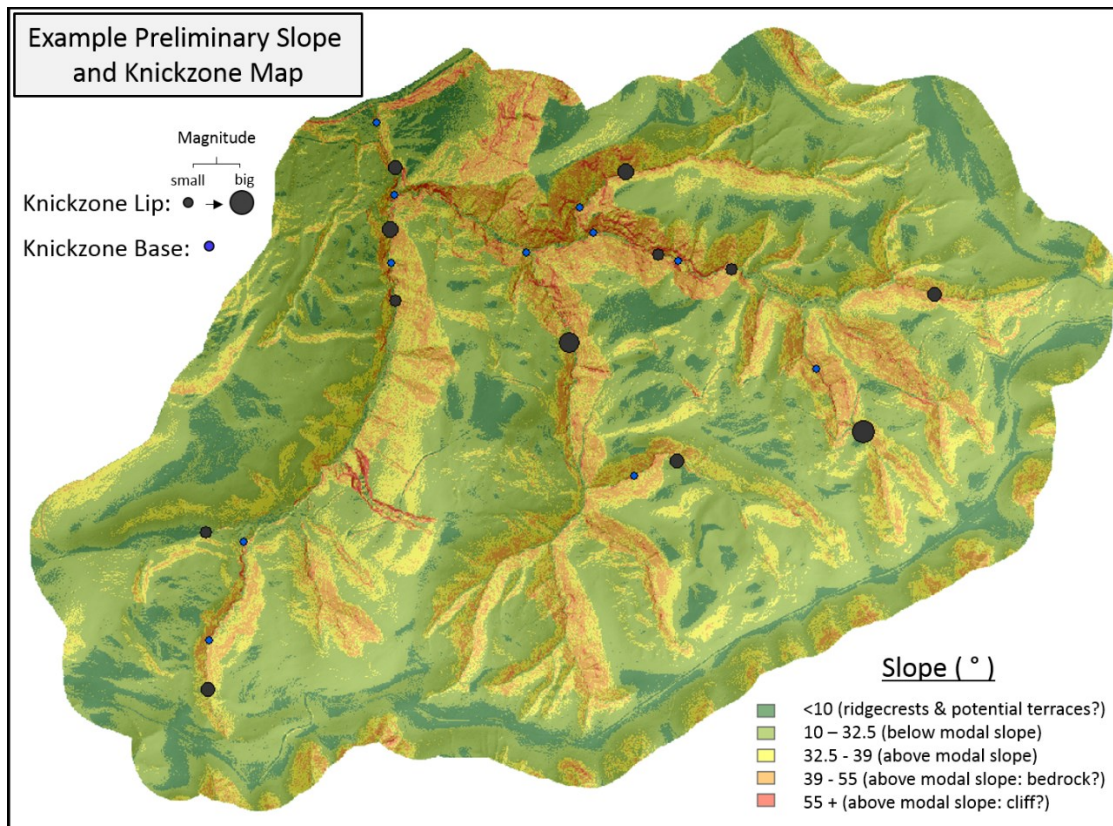 Example Preliminary Slope
and Knickzone Map
Magnitude
small big
Knickzone Lip:
Knickzone Base:
Slope ( ° )
<10 (ridgecrests & potential terraces?)
10 – 32.5 (below modal slope)
32.5 - 39 (above modal slope)
39 - 55 (above modal slope: bedrock?)
55 + (above modal slope: cliff?)